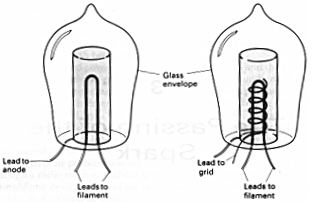 Glass
envelope
Lead to
anode
Leads to
filament
Lead to
grid
Leads to
filament